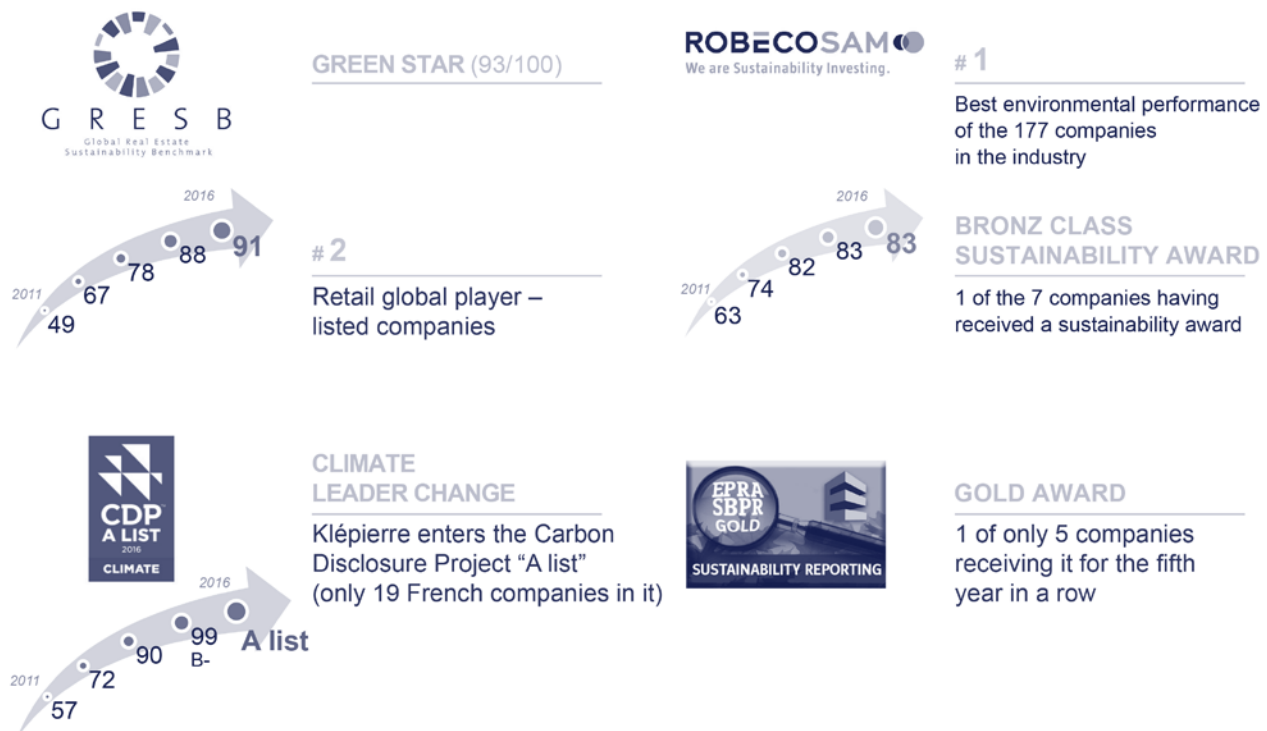 GRESB
Global Real Estate
Sustainability Benchmark
GREEN STAR (93/100)
2011
2016
49
67
78
88
91
# 2
Retail global player –
listed companies
ROBECOSAM
We are Sustainability Investing.
# 1
Best environmental performance
of the 177 companies
in the industry
2011
2016
63
74
82
83
83
BRONZ CLASS
SUSTAINABILITY AWARD
1 of the 7 companies having
received a sustainability award
CDP
A LIST
2016
CLIMATE
2011
2016
57
72
90
99
B-
A list
CLIMATE
LEADER CHANGE
Klépierre enters the Carbon
Disclosure Project “A list”
(only 19 French companies in it)
EPRA
SBPR
GOLD
SUSTAINABILITY REPORTING
GOLD AWARD
1 of only 5 companies
receiving it for the fifth
year in a row